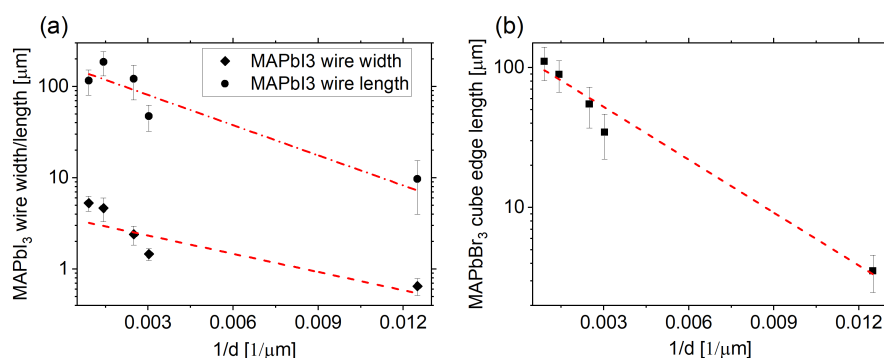 (a)
MAPbI3 wire width
MAPbI3 wire length
MAPbI₃ wire width/length [μm]
100
10
1
0.003
0.006
0.009
0.012
1/d [1/μm]
(b)
MAPbBr₃ cube edge length [μm]
100
10
0.003
0.006
0.009
0.012
1/d [1/μm]